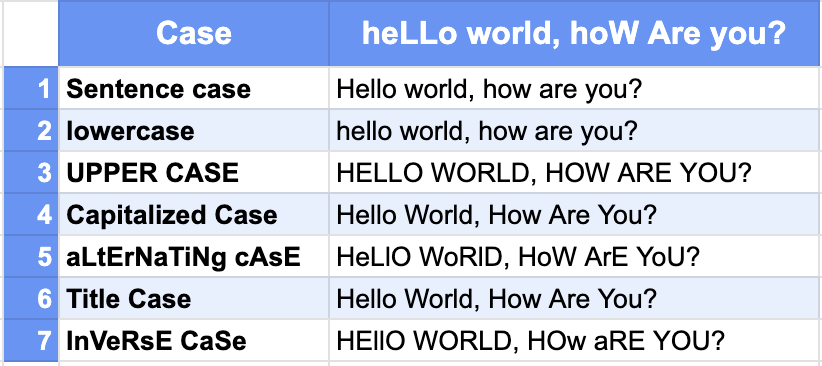 Case heLLo world, hoW Are you?
1 Sentence case Hello world, how are you?
2 lowercase hello world, how are you?
3 UPPER CASE HELLO WORLD, HOW ARE YOU?
4 Capitalized Case Hello World, How Are You?
5 aLtErNaTiNg cAsE HeLlO WoRlD, HoW ArE YoU?
6 Title Case Hello World, How Are You?
7 InVeRsE CaSe HEllO WORLD, HOw aRE YOU?